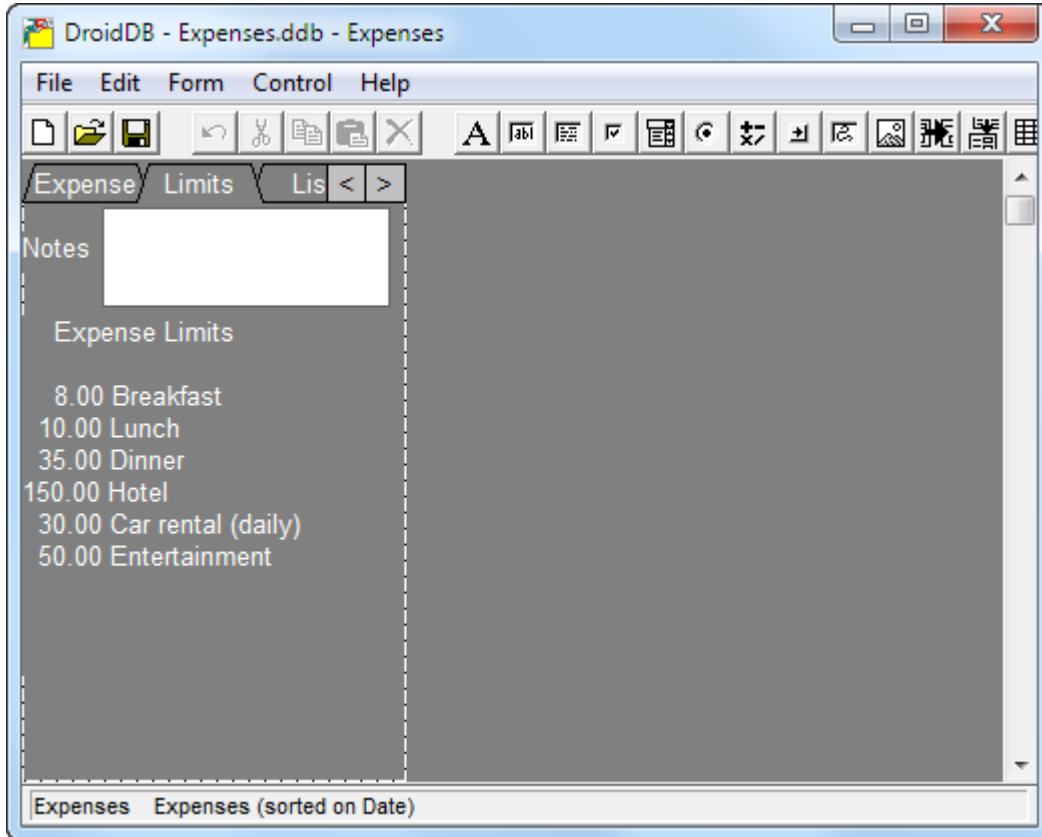 DroidDB - Expenses.ddb - Expenses
File Edit Form Control Help
A abl
Expense Limits Lis < >
Notes
Expense Limits
8.00 Breakfast
10.00 Lunch
35.00 Dinner
150.00 Hotel
30.00 Car rental (daily)
50.00 Entertainment
Expenses Expenses (sorted on Date)